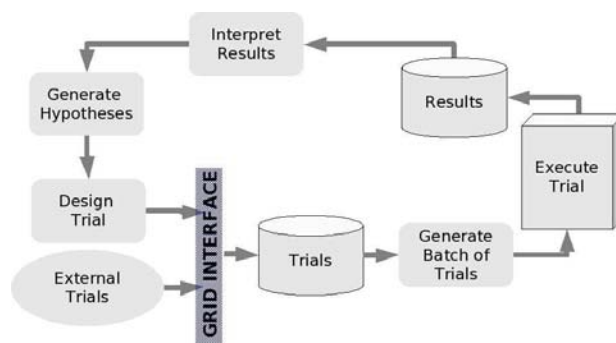 Interpret
Results
Generate
Hypotheses
Results
Execute
Trial
Design
Trial
GRID INTERFACE
Trials
Generate
Batch of
Trials
External
Trials